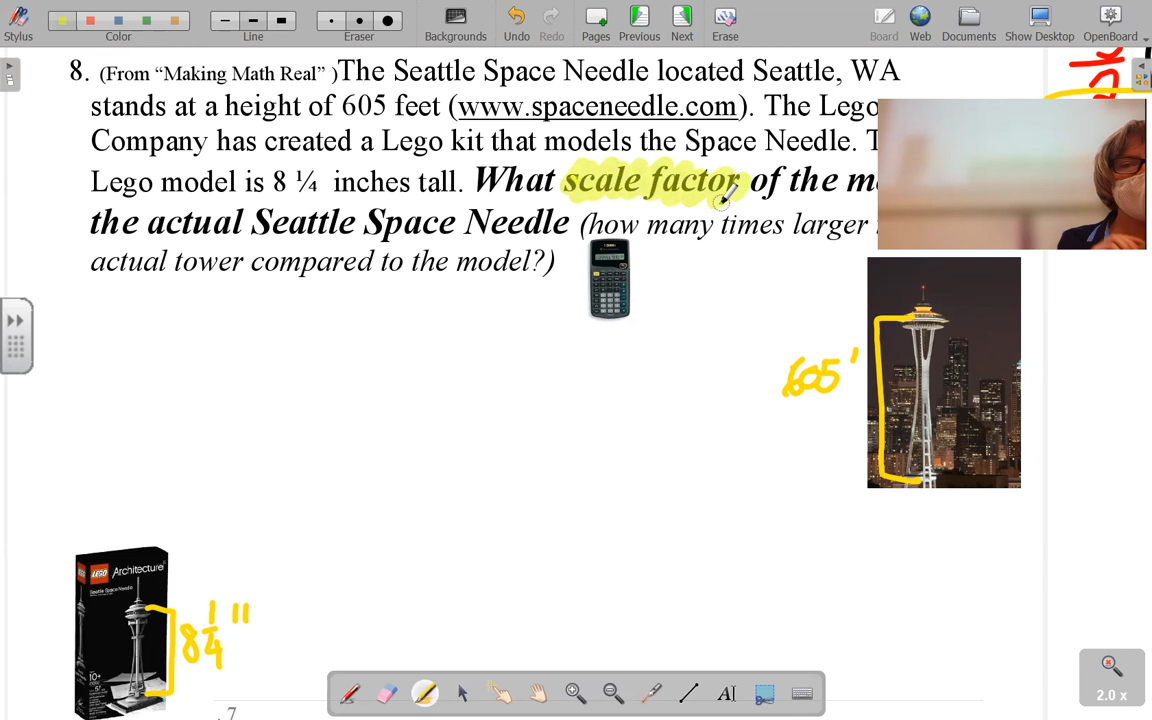 Stylus
Color
Line
Eraser
Backgrounds
Undo
Redo
Pages
Previous
Next
Erase
Board
Web
Documents
Show Desktop
OpenBoard
8. (From “Making Math Real” )The Seattle Space Needle located Seattle, WA
stands at a height of 605 feet (www.spaceneedle.com). The Lego
Company has created a Lego kit that models the Space Needle.
Lego model is 8 ¼ inches tall. What scale factor of the
the actual Seattle Space Needle (how many times larger
actual tower compared to the model?)
605'
LEGO Architecture
Seattle Space Needle
10+
8 1/4 "
. 7
2.0 x